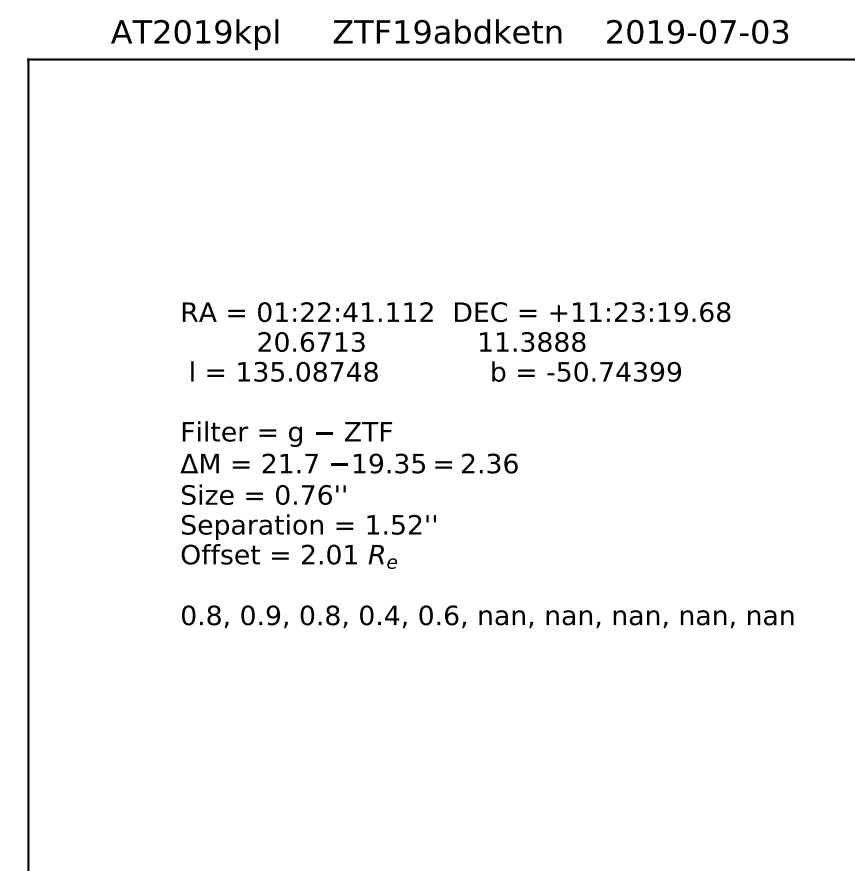 AT2019kpl ZTF19abdketn 2019-07-03
RA = 01:22:41.112 DEC = +11:23:19.68
20.6713 11.3888
l = 135.08748 b = -50.74399
Filter = g − ZTF
ΔM = 21.7 −19.35 = 2.36
Size = 0.76''
Separation = 1.52''
Offset = 2.01 Rₑ
0.8, 0.9, 0.8, 0.4, 0.6, nan, nan, nan, nan, nan